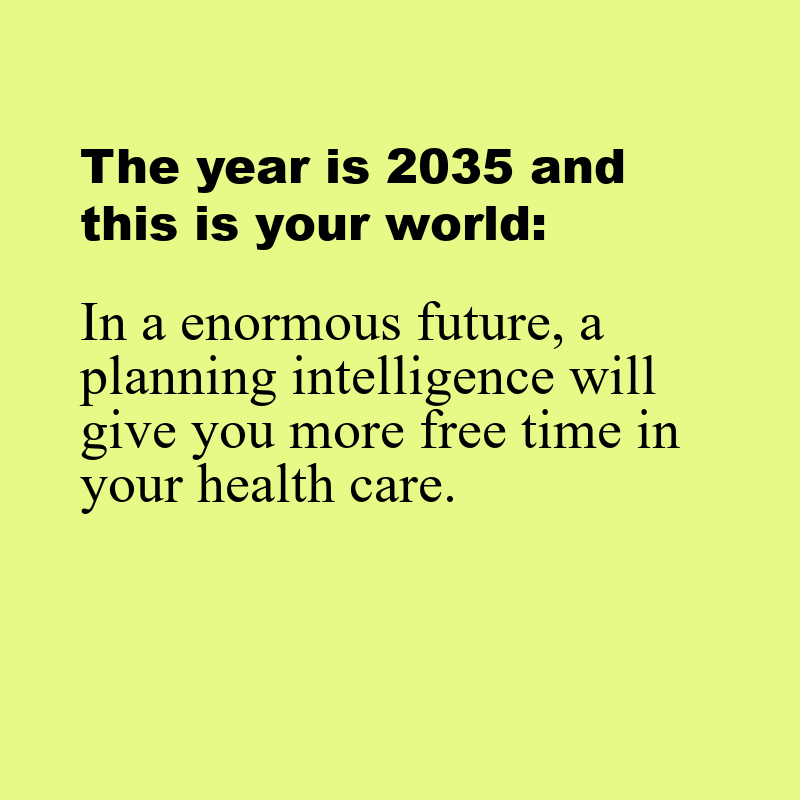 The year is 2035 and
this is your world:
In a enormous future, a
planning intelligence will
give you more free time in
your health care.